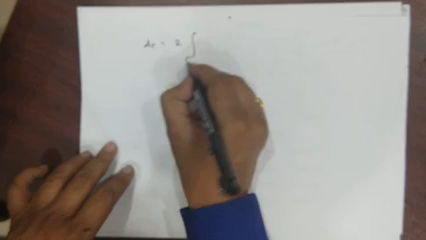 Ar = 2 ∫